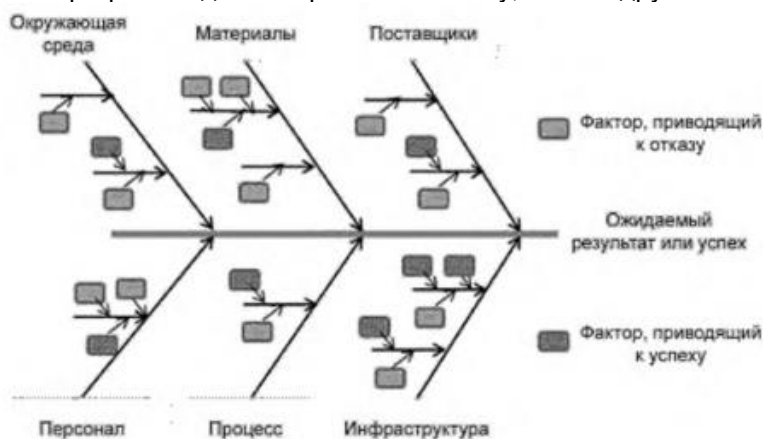 Окружающая
среда
Материалы
Поставщики
Фактор, приводящий
к отказу
Ожидаемый
результат или успех
Фактор, приводящий
к успеху
Персонал
Процесс
Инфраструктура